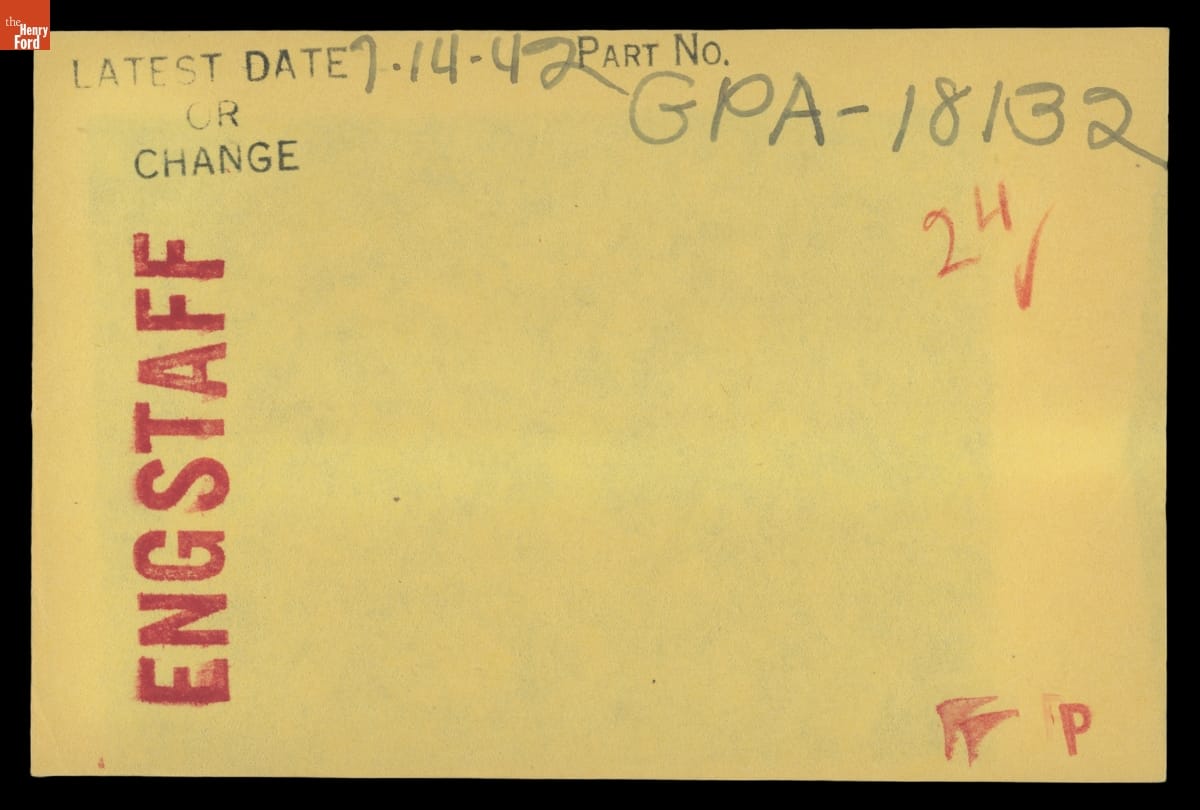 the
Henry
Ford
LATEST DATE 7-14-42 PART NO.
OR
CHANGE
GPA-18132
24
ENGSTAFF
P